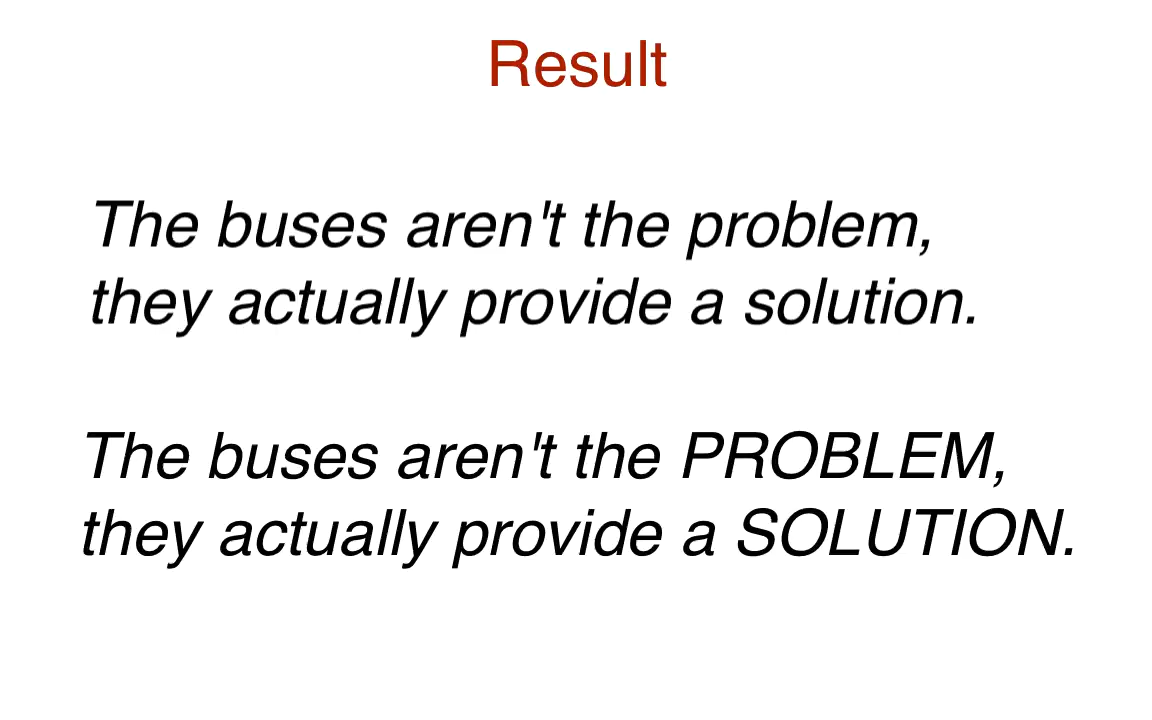 Result
The buses aren't the problem,
they actually provide a solution.
The buses aren't the PROBLEM,
they actually provide a SOLUTION.